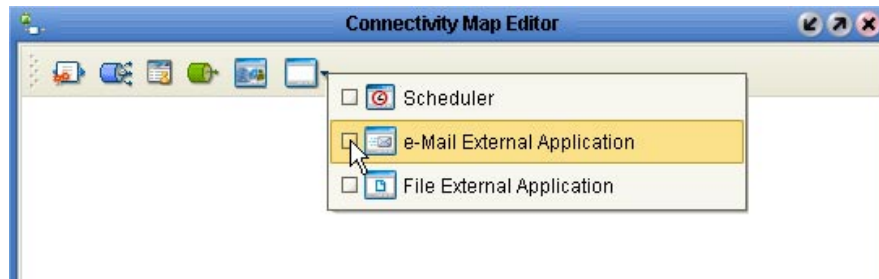 Connectivity Map Editor
Scheduler
e-Mail External Application
File External Application